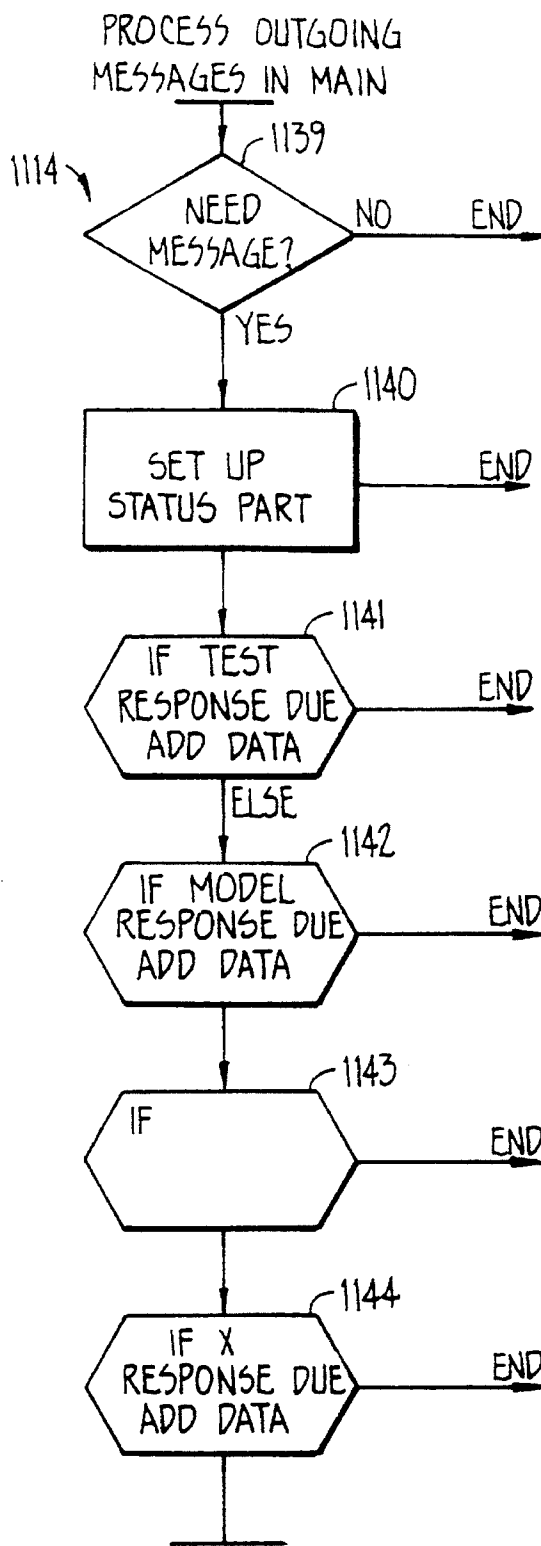 PROCESS OUTGOING
MESSAGES IN MAIN
1139
1114
NEED
MESSAGE?
NO
END
YES
1140
SET UP
STATUS PART
END
1141
IF TEST
RESPONSE DUE
ADD DATA
END
ELSE
1142
IF MODEL
RESPONSE DUE
ADD DATA
END
1143
IF
END
1144
IF X
RESPONSE DUE
ADD DATA
END